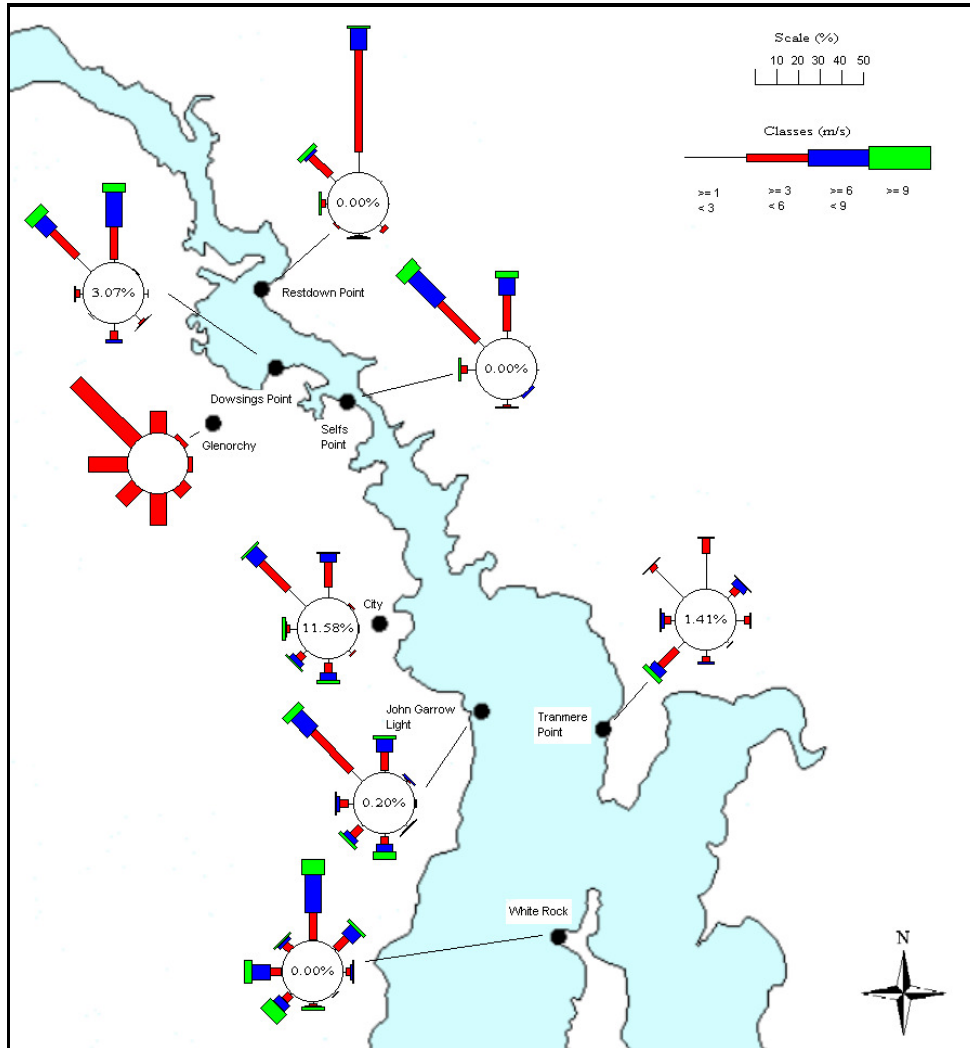 Scale (%)
10 20 30 40 50
Classes (m/s)
>= 1 >= 3 >= 6 >= 9
< 3 < 6 < 9
0.00%
3.07%
Restdown Point
0.00%
Dowsings Point
Selfs
Point
Glenorchy
City
11.58%
1.41%
John Garrow
Light
Tranmere
Point
0.20%
White Rock
0.00%
N